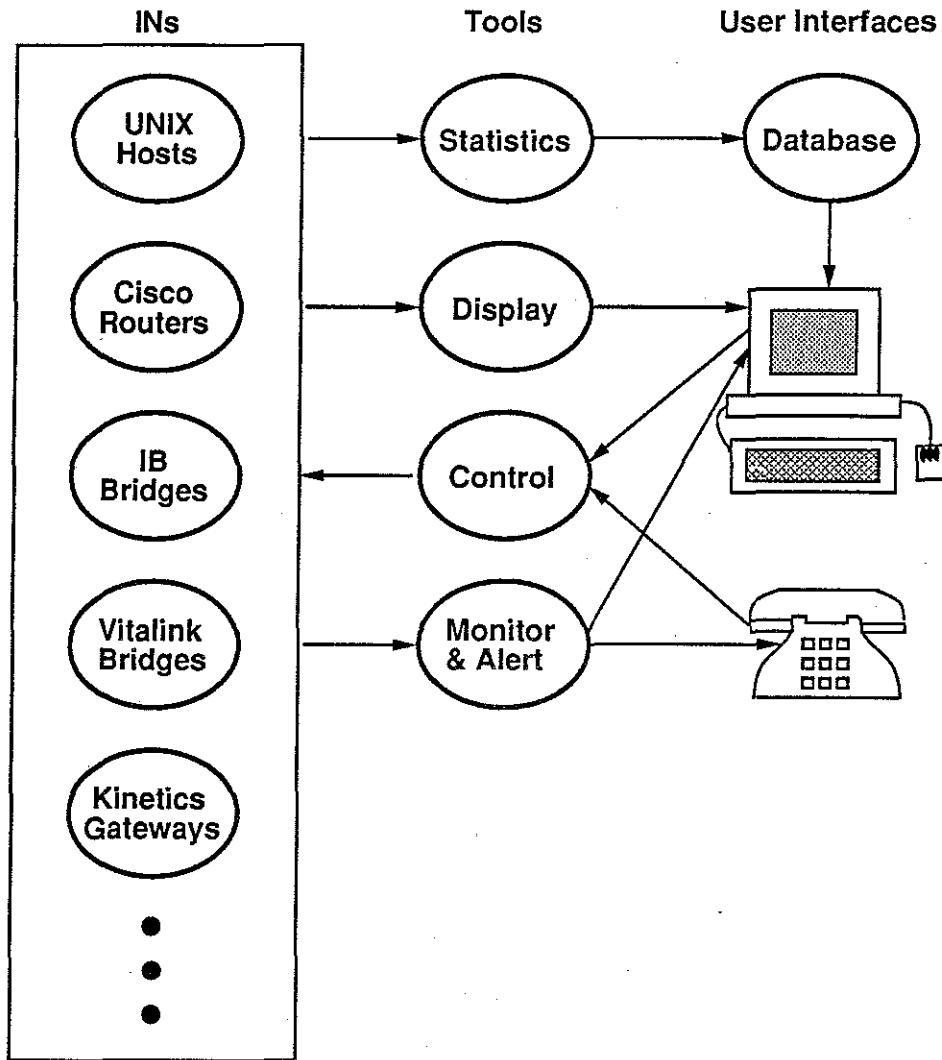 INs
Tools
User Interfaces
UNIX
Hosts
Statistics
Database
Cisco
Routers
Display
IB
Bridges
Control
Vitalink
Bridges
Monitor
& Alert
Kinetics
Gateways